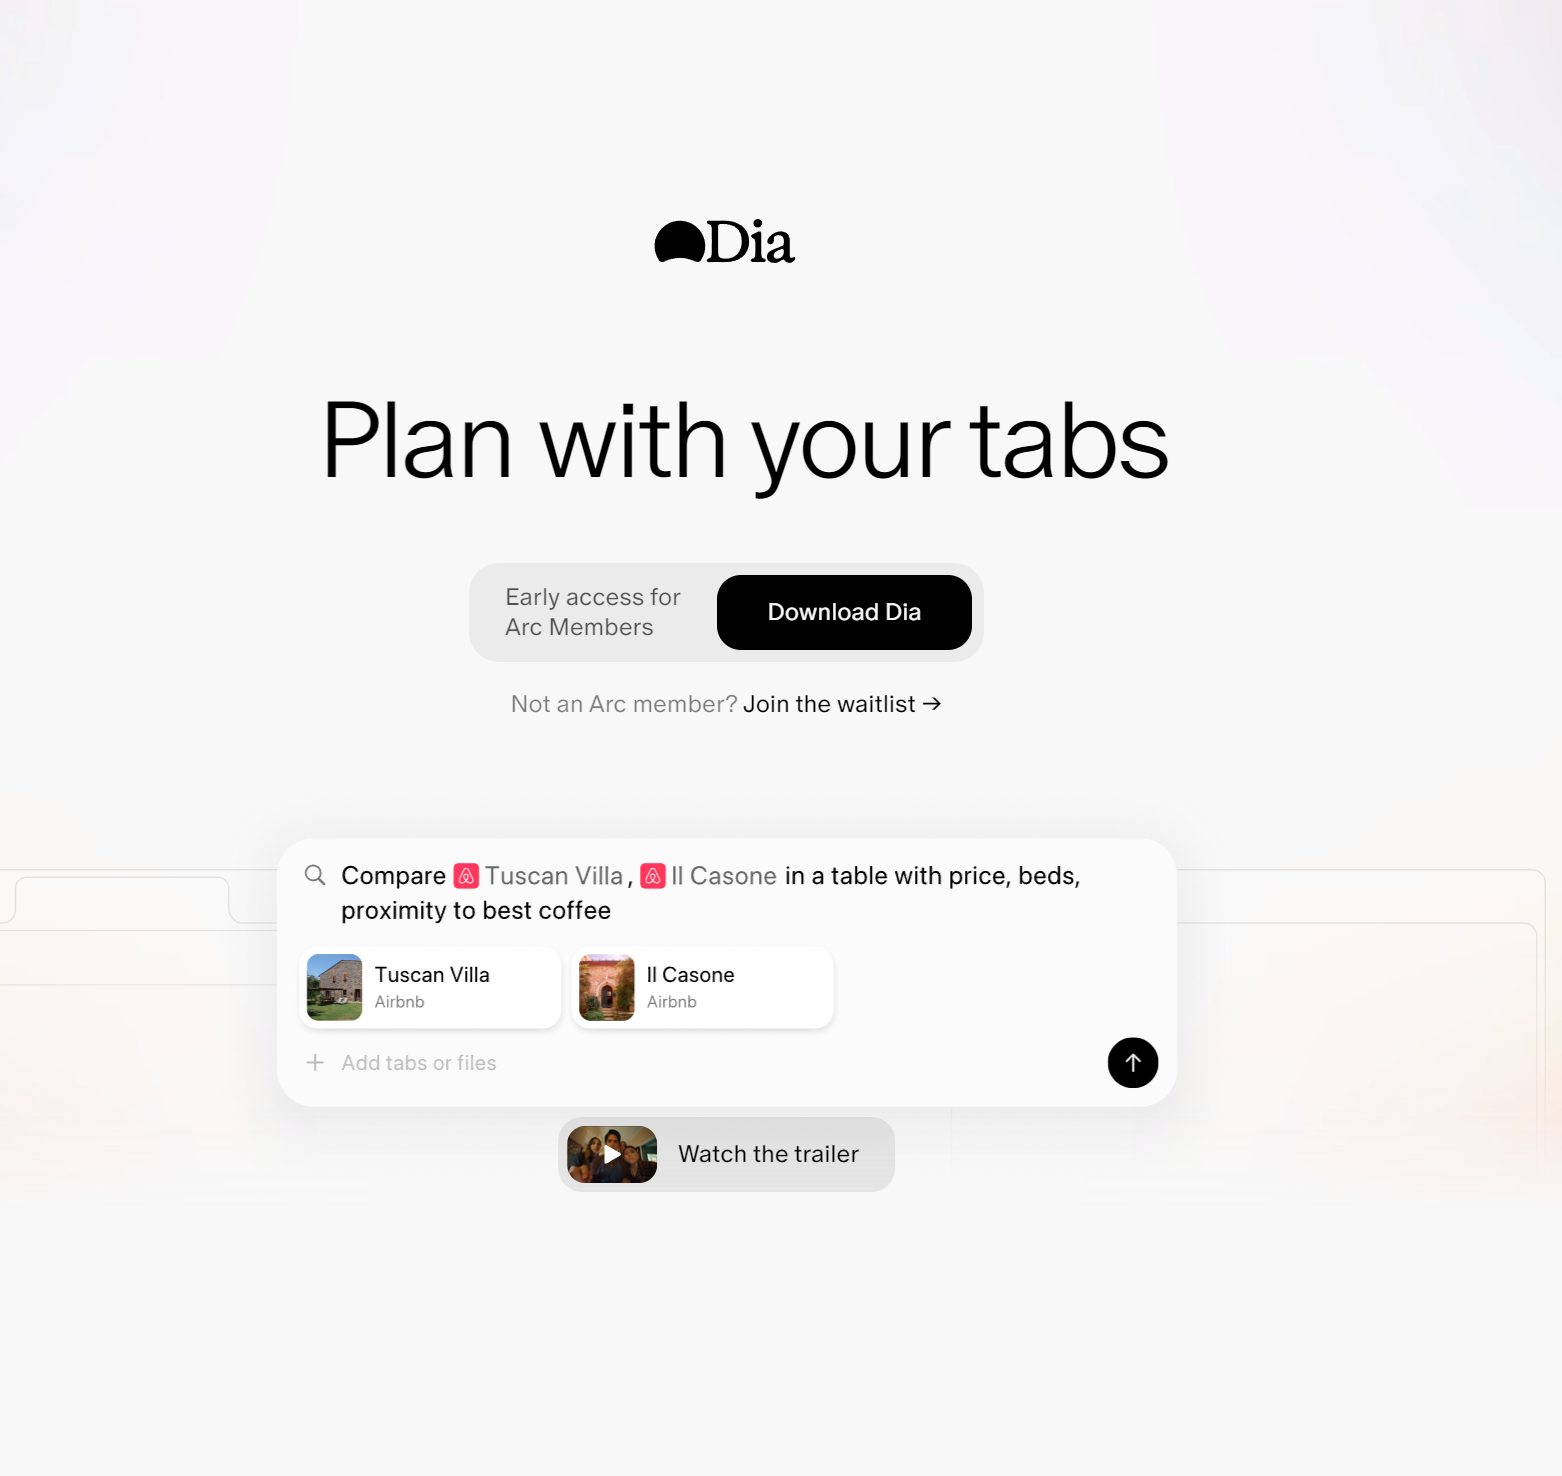 Dia
Plan with your tabs
Early access for
Arc Members
Download Dia
Not an Arc member? Join the waitlist →
Compare Tuscan Villa, Il Casone in a table with price, beds,
proximity to best coffee
Tuscan Villa
Airbnb
Il Casone
Airbnb
Add tabs or files
Watch the trailer